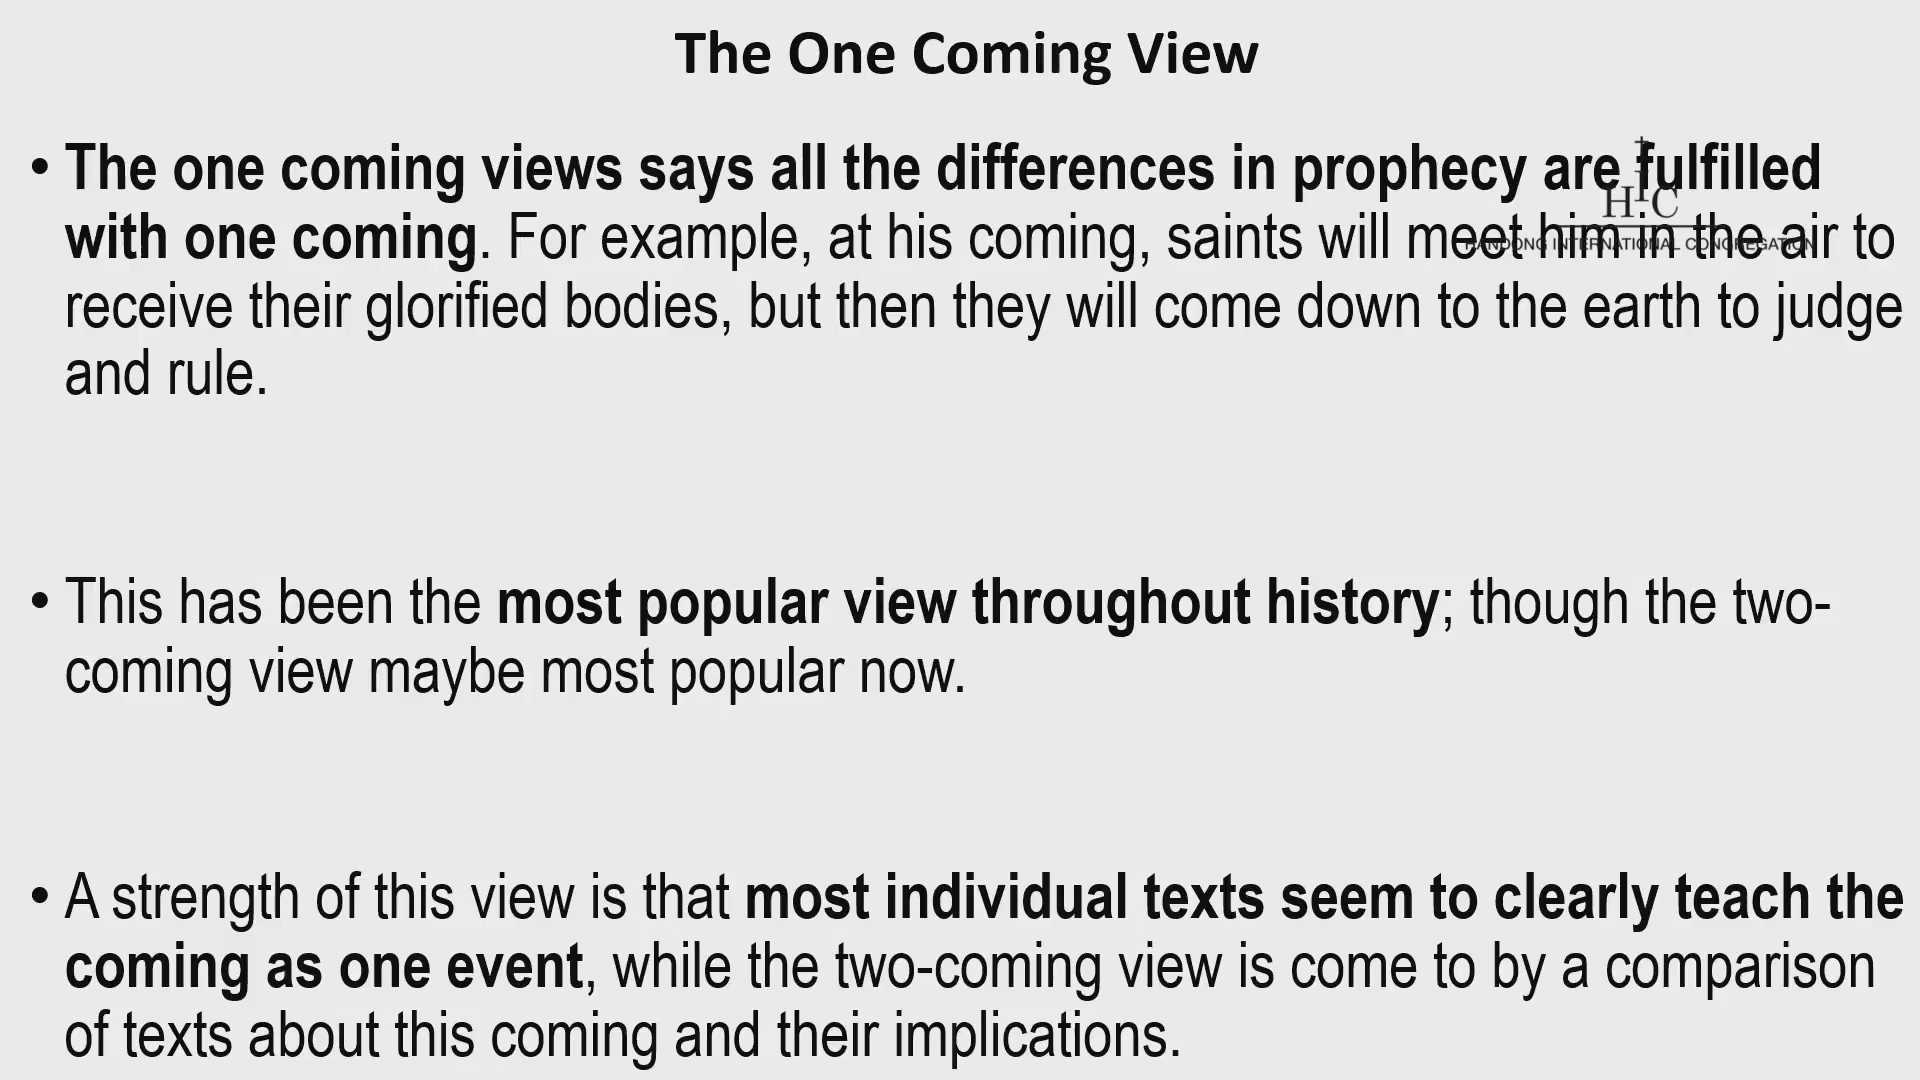 The One Coming View
• The one coming views says all the differences in prophecy are fulfilled
with one coming. For example, at his coming, saints will meet him in the air to
receive their glorified bodies, but then they will come down to the earth to judge
and rule.
HIC
HANDONG INTERNATIONAL CONGREGATION
• This has been the most popular view throughout history; though the two-
coming view maybe most popular now.
• A strength of this view is that most individual texts seem to clearly teach the
coming as one event, while the two-coming view is come to by a comparison
of texts about this coming and their implications.